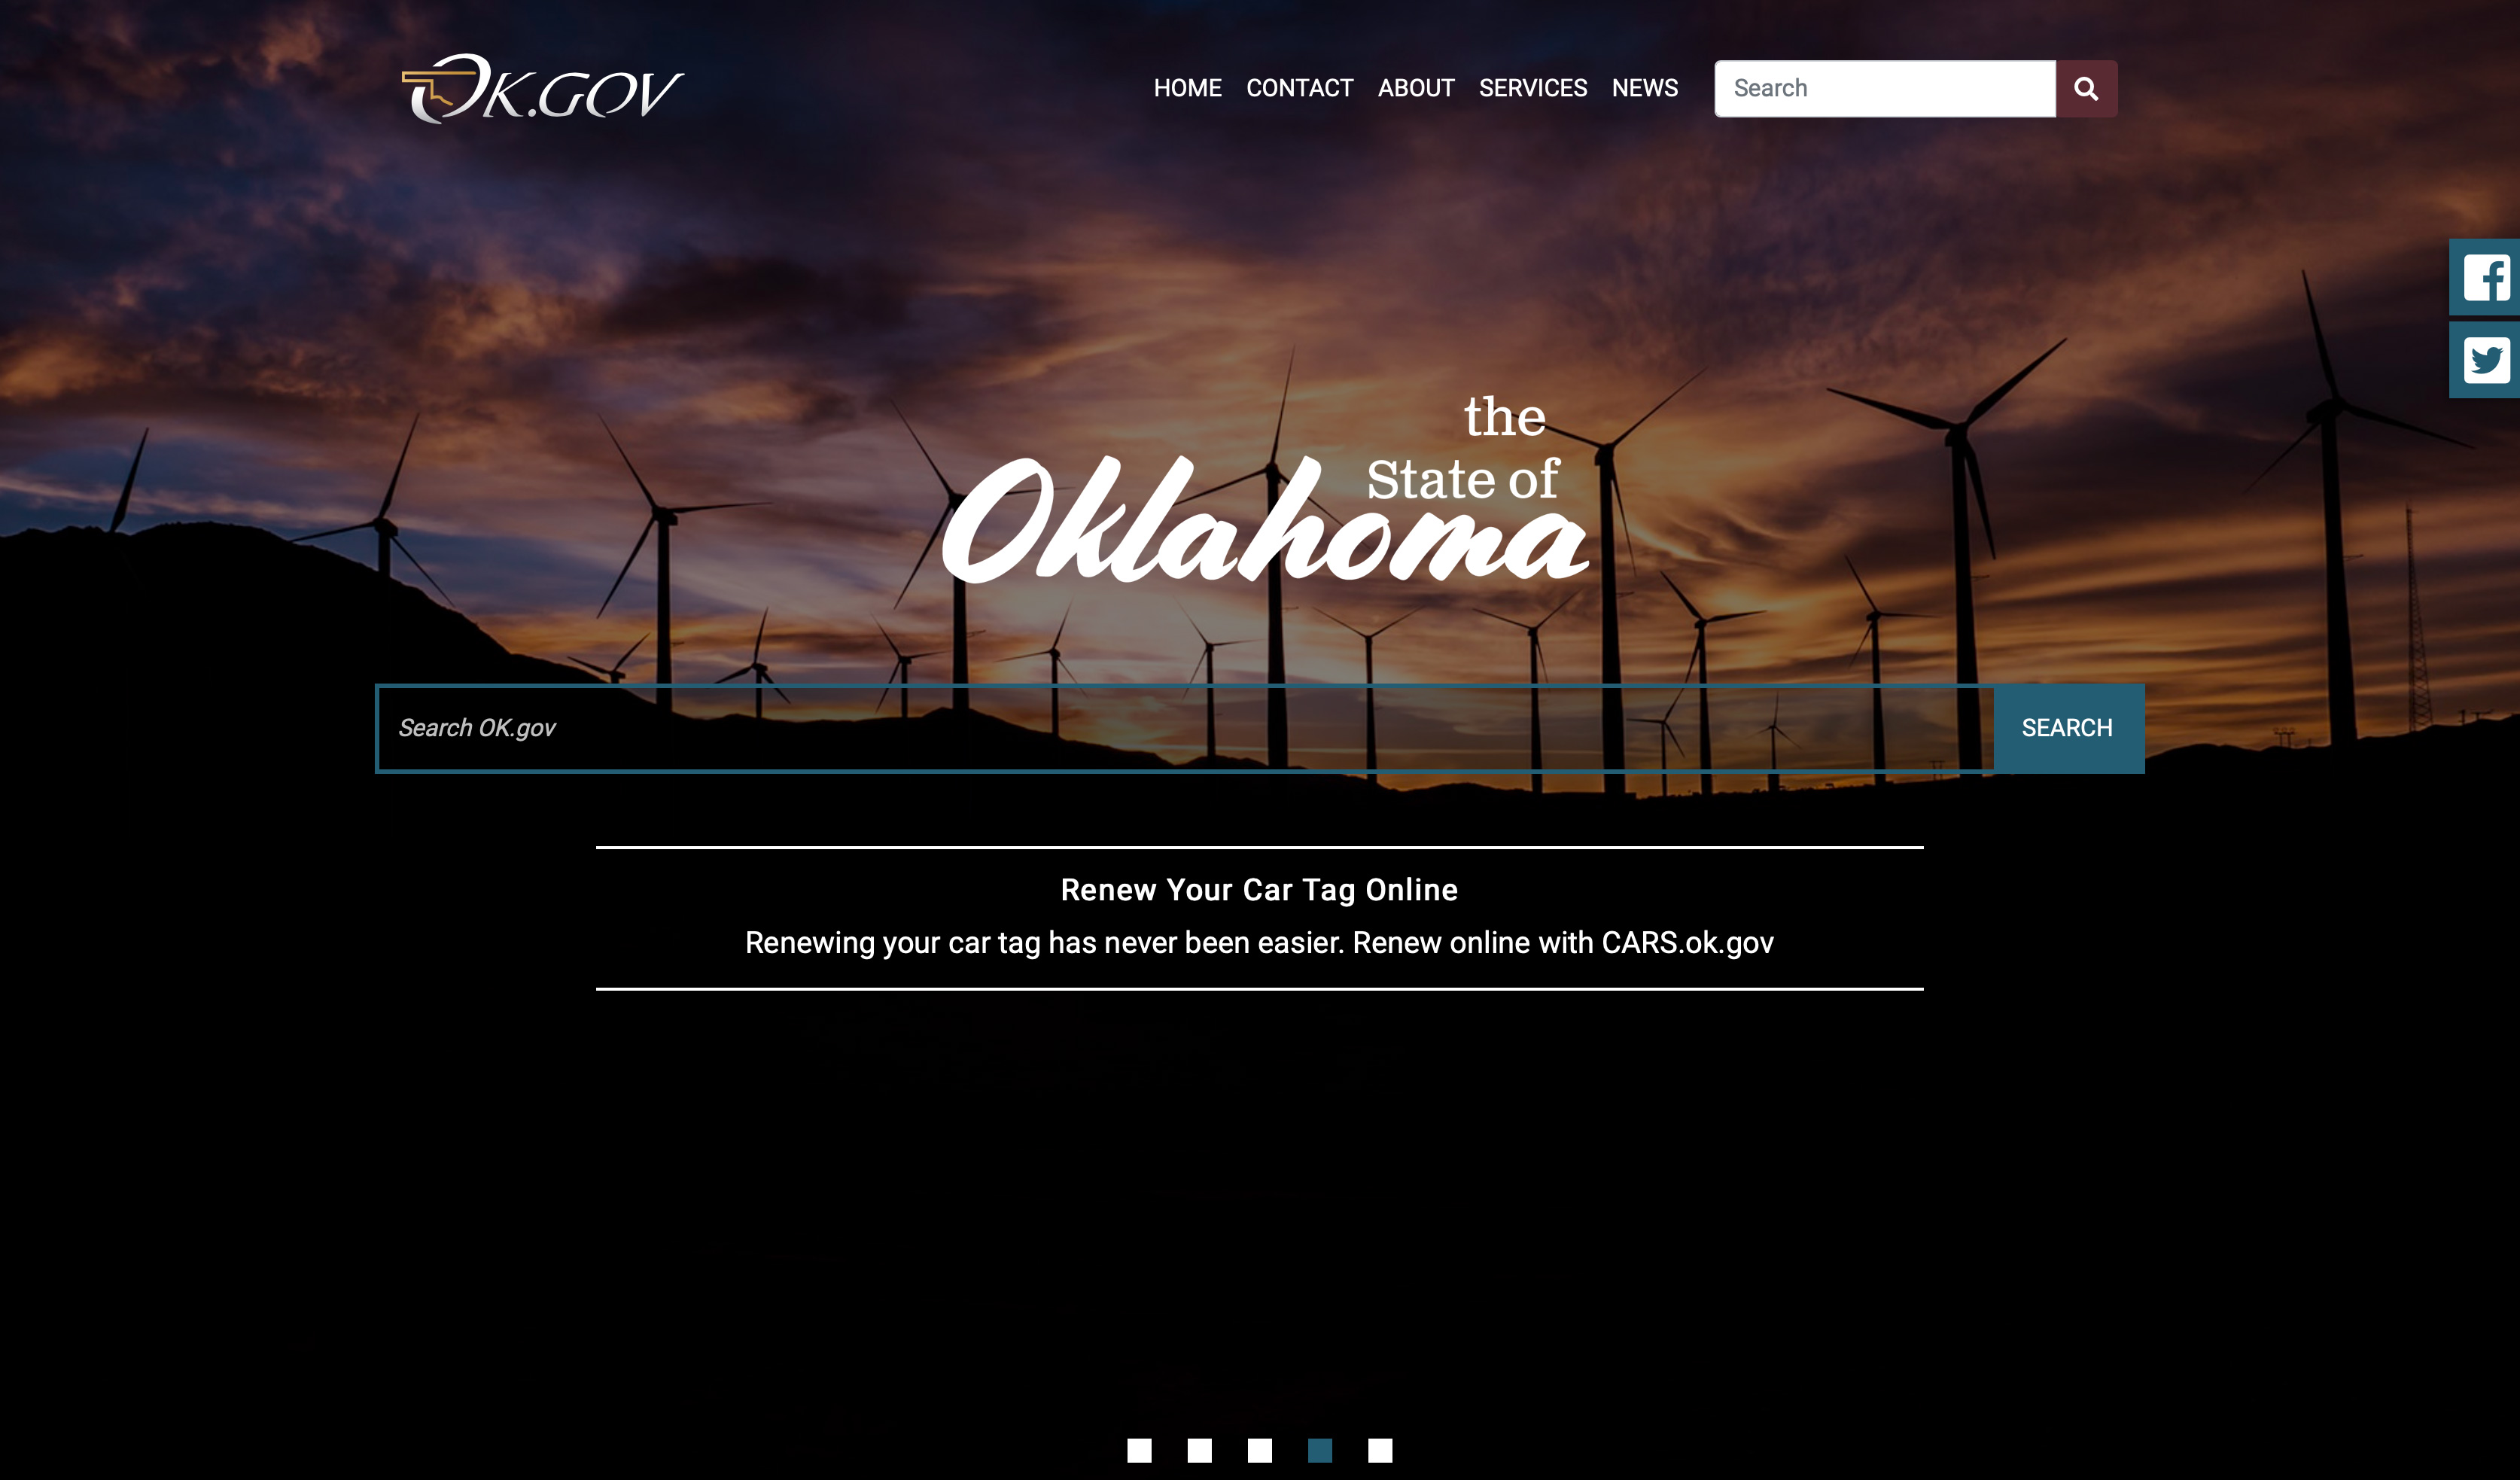 OK.GOV
HOME CONTACT ABOUT SERVICES NEWS
Search
the
State of
Oklahoma
Search OK.gov
SEARCH
Renew Your Car Tag Online
Renewing your car tag has never been easier. Renew online with CARS.ok.gov